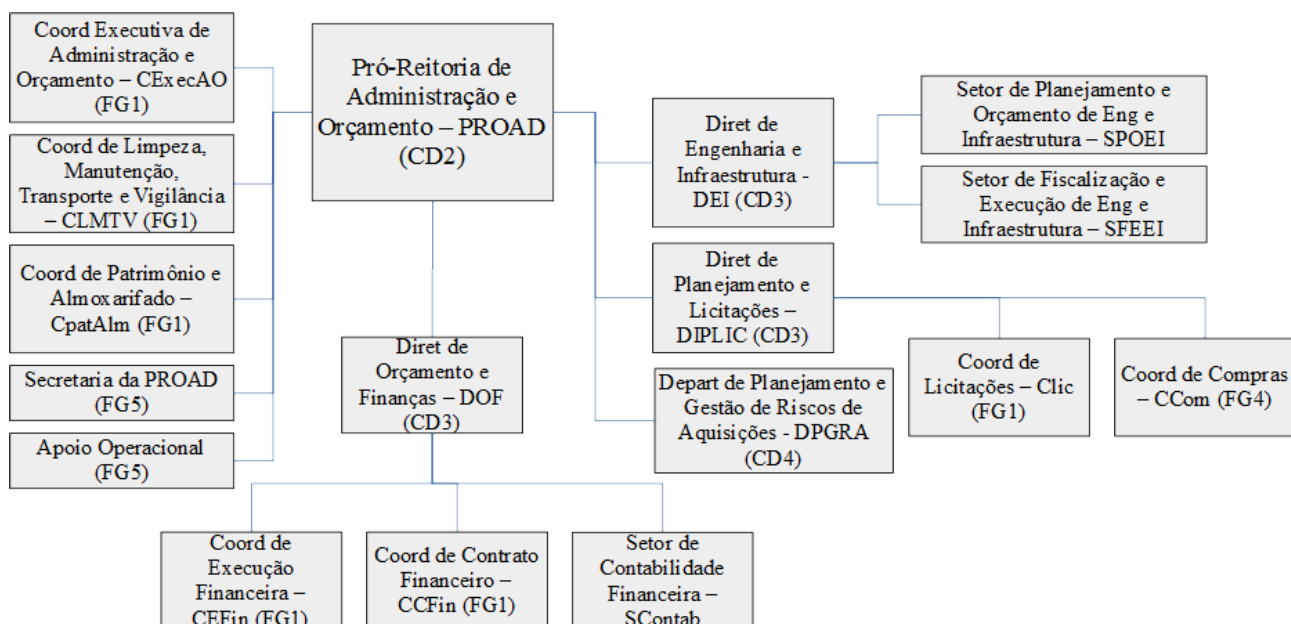 Coord Executiva de
Administração e
Orçamento – CExecAO
(FG1)
Coord de Limpeza,
Manutenção,
Transporte e Vigilância
– CLMTV (FG1)
Coord de Patrimônio e
Almoxarifado –
CpatAlm (FG1)
Secretaria da PROAD
(FG5)
Apoio Operacional
(FG5)
Pró-Reitoria de
Administração e
Orçamento – PROAD
(CD2)
Diret de
Orçamento e
Finanças – DOF
(CD3)
Diret de
Engenharia e
Infraestrutura -
DEI (CD3)
Setor de Planejamento e
Orçamento de Eng e
Infraestrutura – SPOEI
Setor de Fiscalização e
Execução de Eng e
Infraestrutura – SFEEI
Diret de
Planejamento e
Licitações –
DIPLIC (CD3)
Depart de Planejamento e
Gestão de Riscos de
Aquisições - DPGRA
(CD4)
Coord de
Licitações – Clic
(FG1)
Coord de Compras
– CCom (FG4)
Coord de
Execução
Financeira –
CEFin (FG1)
Coord de Contrato
Financeiro –
CCFin (FG1)
Setor de
Contabilidade
Financeira –
SContab